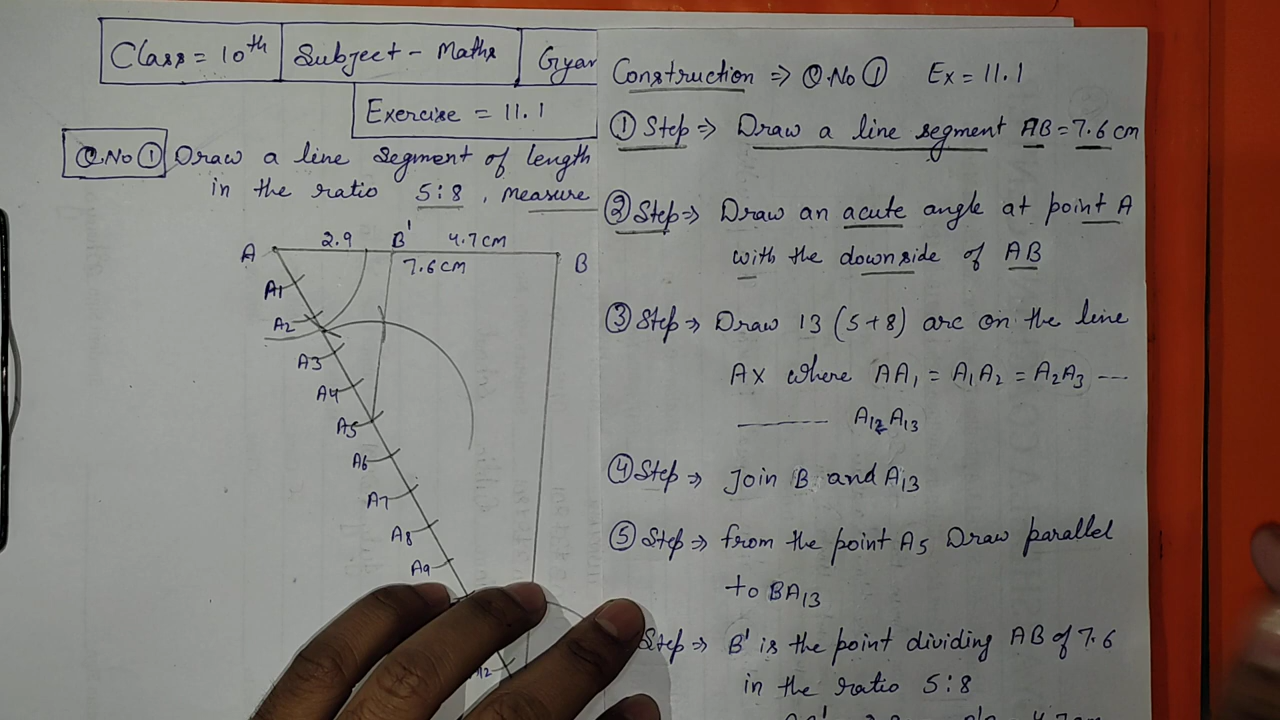 Class = 10th
Subject - Maths
Gyan
Exercise = 11.1
Q.No ① Draw a line segment of length
in the ratio 5:8, measure
A 2.9 B' 4.7cm
7.6cm B
A1
A2
A3
A4
A5
A6
A7
A8
A9
Construction ⇒ Q.No ① Ex = 11.1
① Step ⇒ Draw a line segment AB = 7.6 cm
② Step ⇒ Draw an acute angle at point A
with the downside of AB
③ Step ⇒ Draw 13 (5+8) arc on the line
AX where AA1 = A1A2 = A2A3 ---
------- A12A13
④ Step ⇒ Join B and A13
⑤ Step ⇒ from the point A5 Draw parallel
to BA13
Step ⇒ B' is the point dividing AB of 7.6
in the ratio 5:8